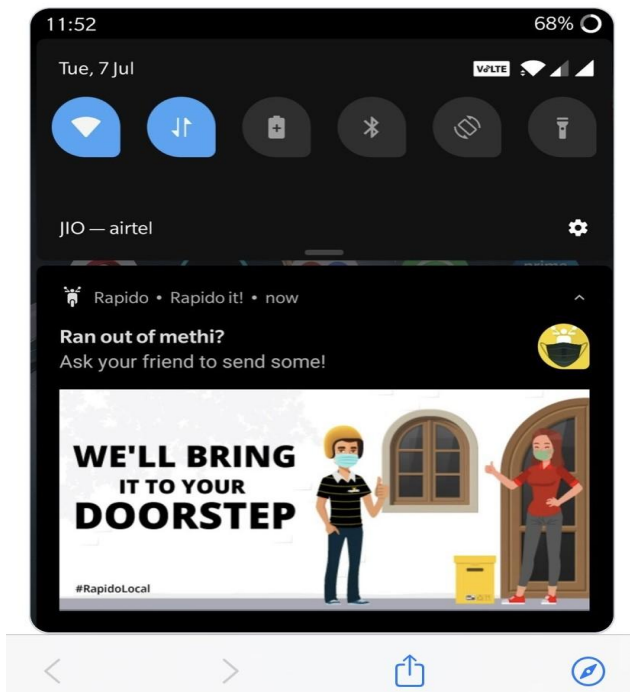 11:52 68%
Tue, 7 Jul VoLTE
JIO — airtel
Rapido • Rapido it! • now
Ran out of methi?
Ask your friend to send some!
WE'LL BRING
IT TO YOUR
DOORSTEP
#RapidoLocal